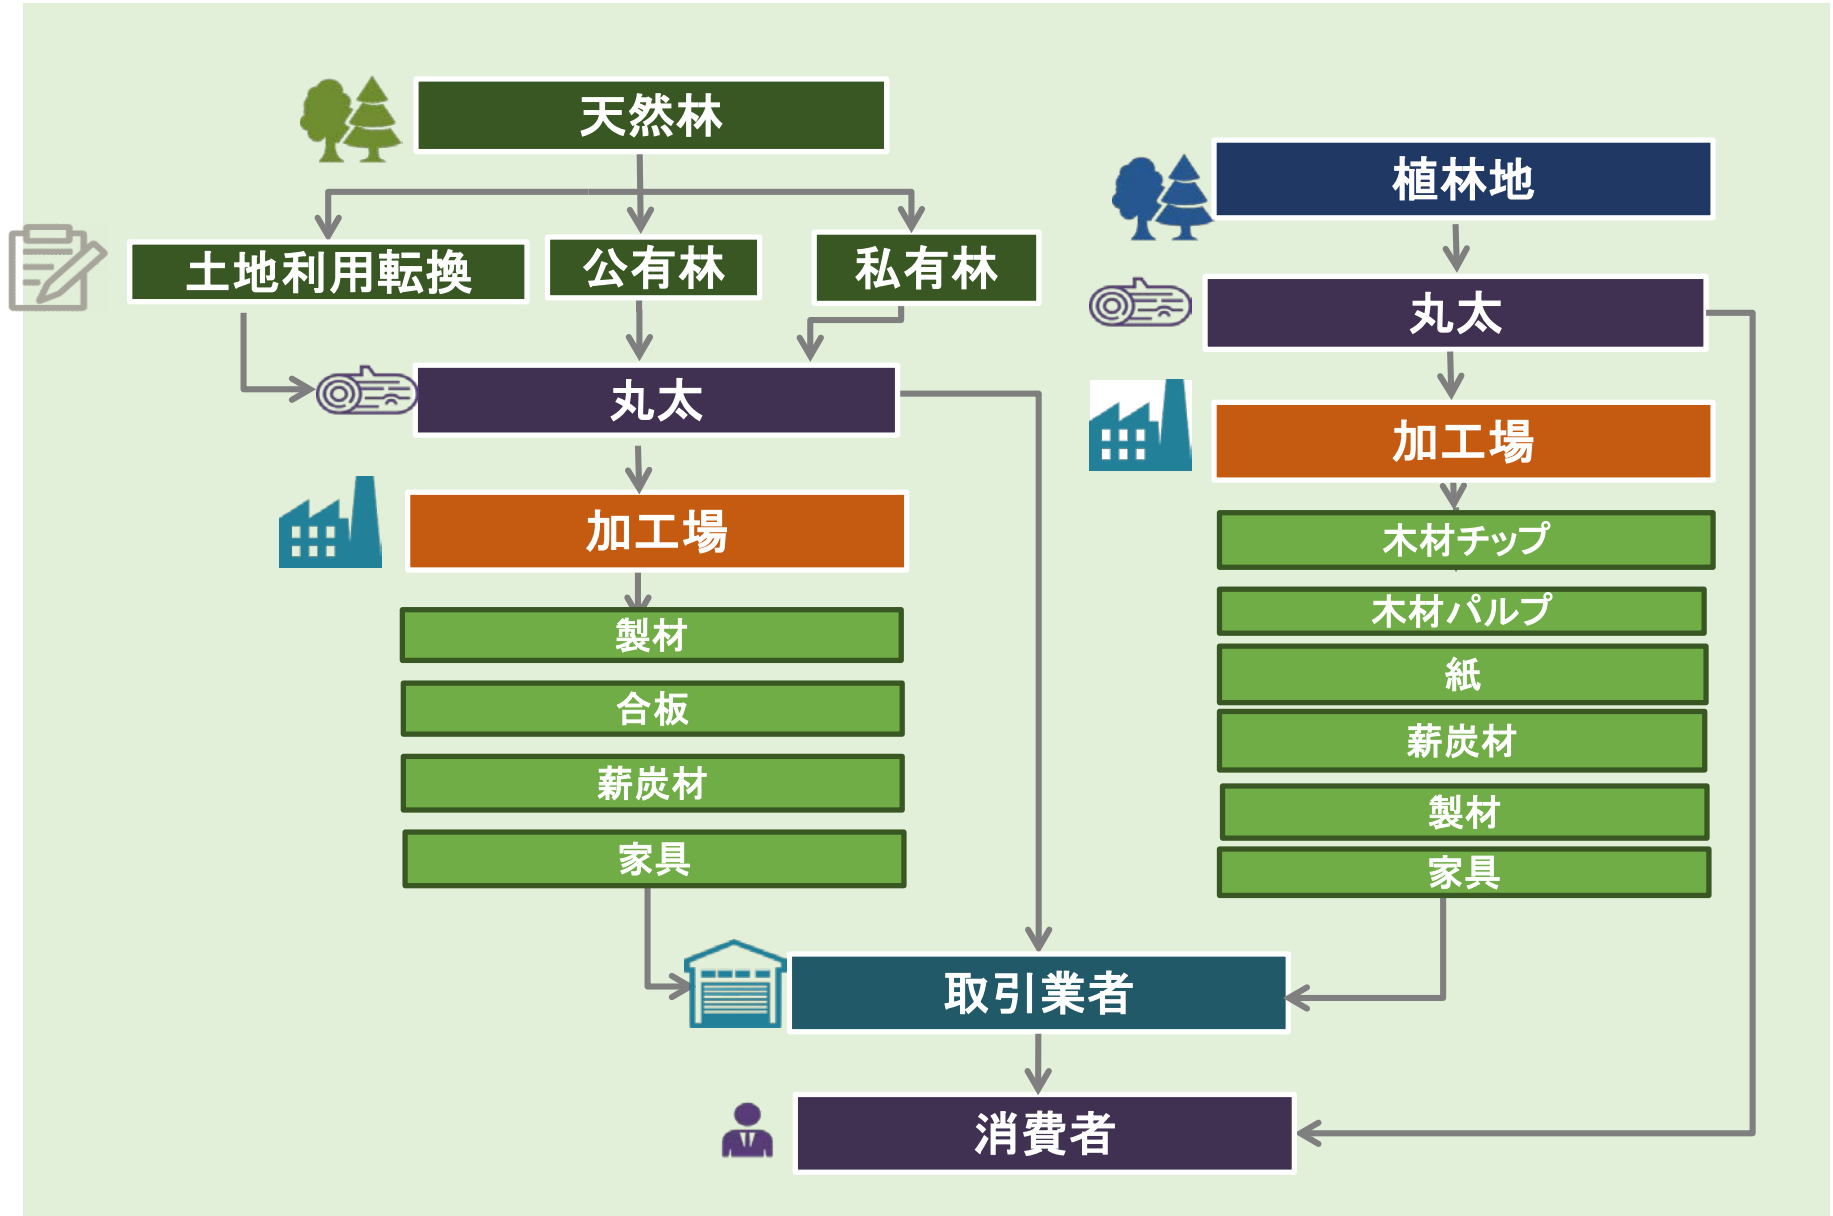 天然林
土地利用転換
公有林
私有林
丸太
加工場
製材
合板
薪炭材
家具
植林地
丸太
加工場
木材チップ
木材パルプ
紙
薪炭材
製材
家具
取引業者
消費者